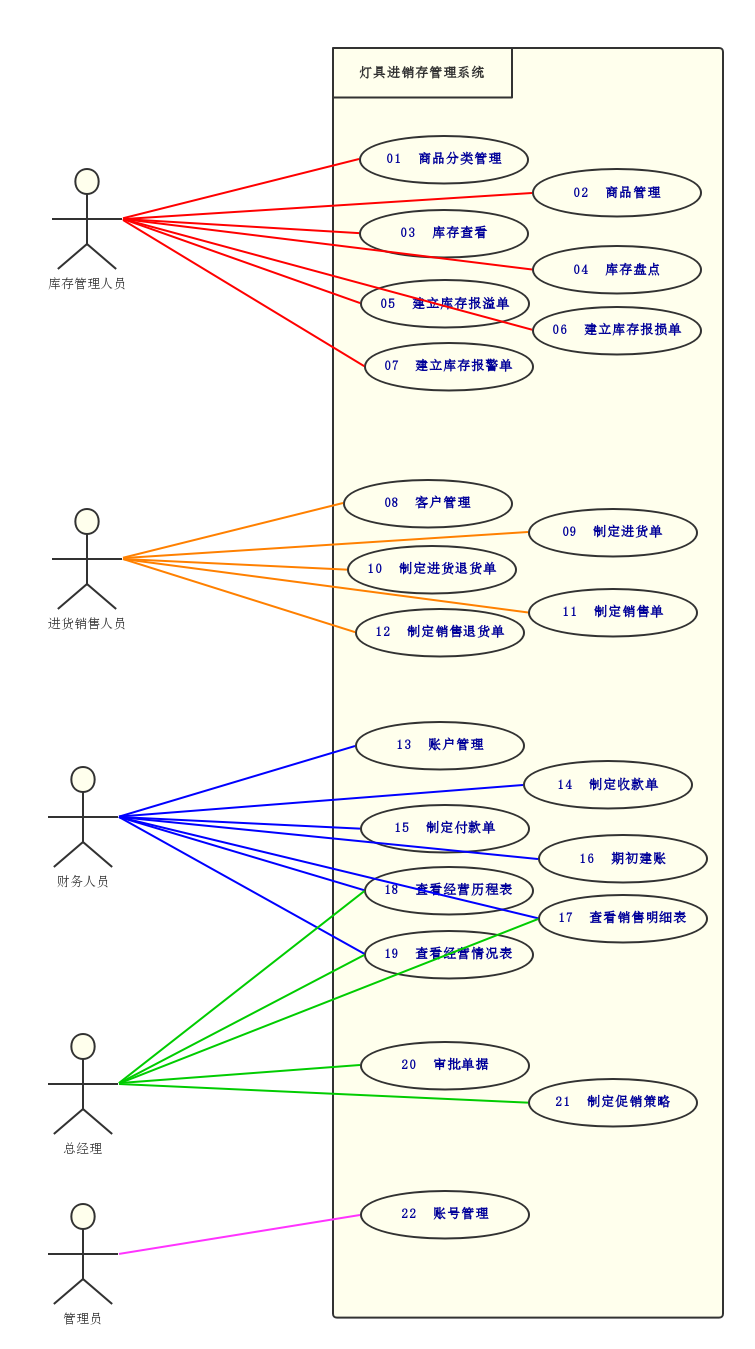 灯具进销存管理系统
01 商品分类管理
02 商品管理
03 库存查看
04 库存盘点
库存管理人员
05 建立库存报溢单
06 建立库存报损单
07 建立库存报警单
08 客户管理
09 制定进货单
10 制定进货退货单
11 制定销售单
进货销售人员
12 制定销售退货单
13 账户管理
14 制定收款单
15 制定付款单
16 期初建账
财务人员
18 查看经营历程表
17 查看销售明细表
19 查看经营情况表
20 审批单据
21 制定促销策略
总经理
22 账号管理
管理员